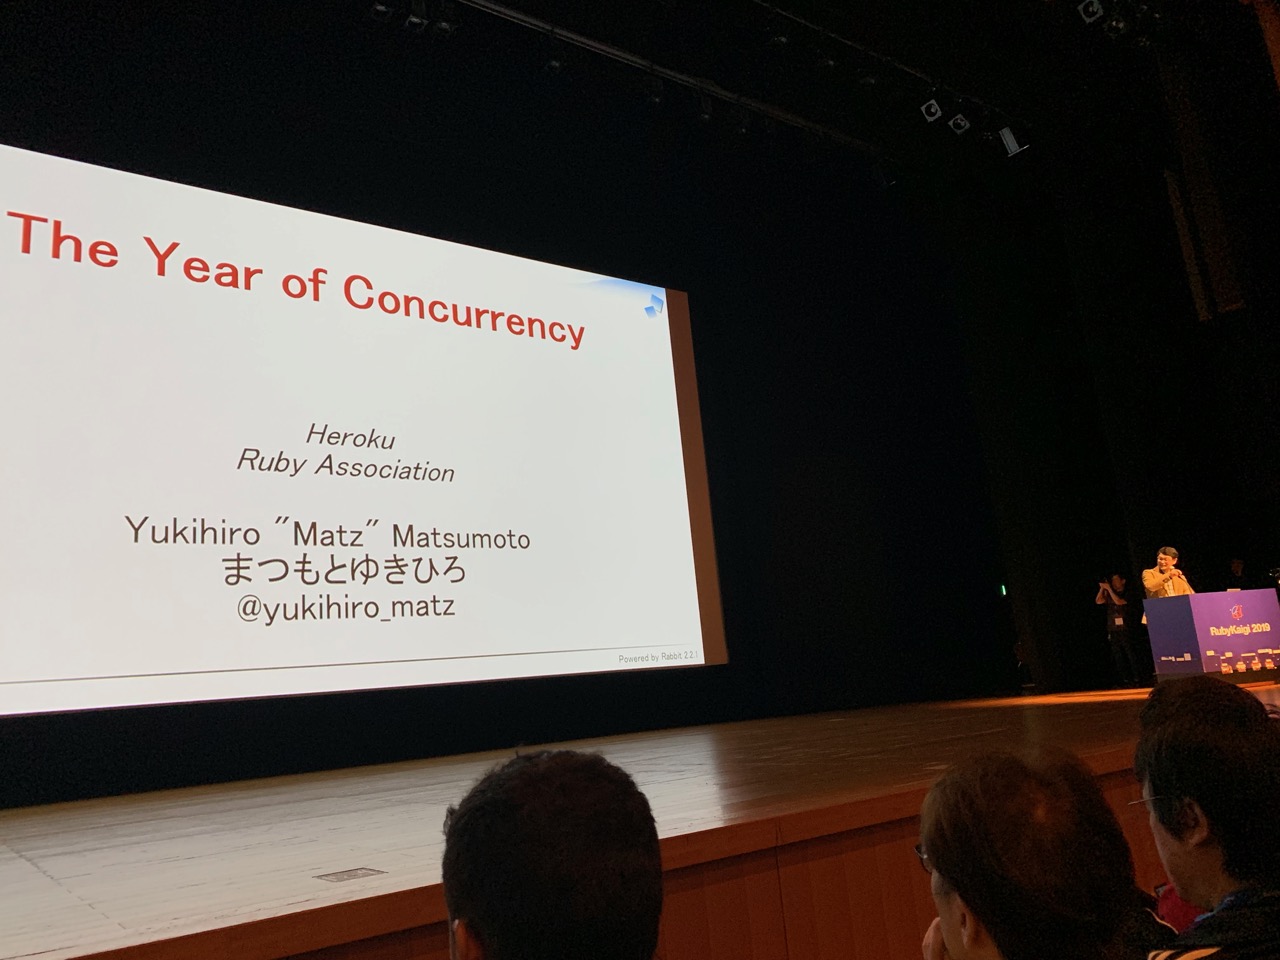 The Year of Concurrency
Heroku
Ruby Association
Yukihiro "Matz" Matsumoto
まつもとゆきひろ
@yukihiro_matz
Powered by Rabbit 2.2.1
RubyKaigi 2019